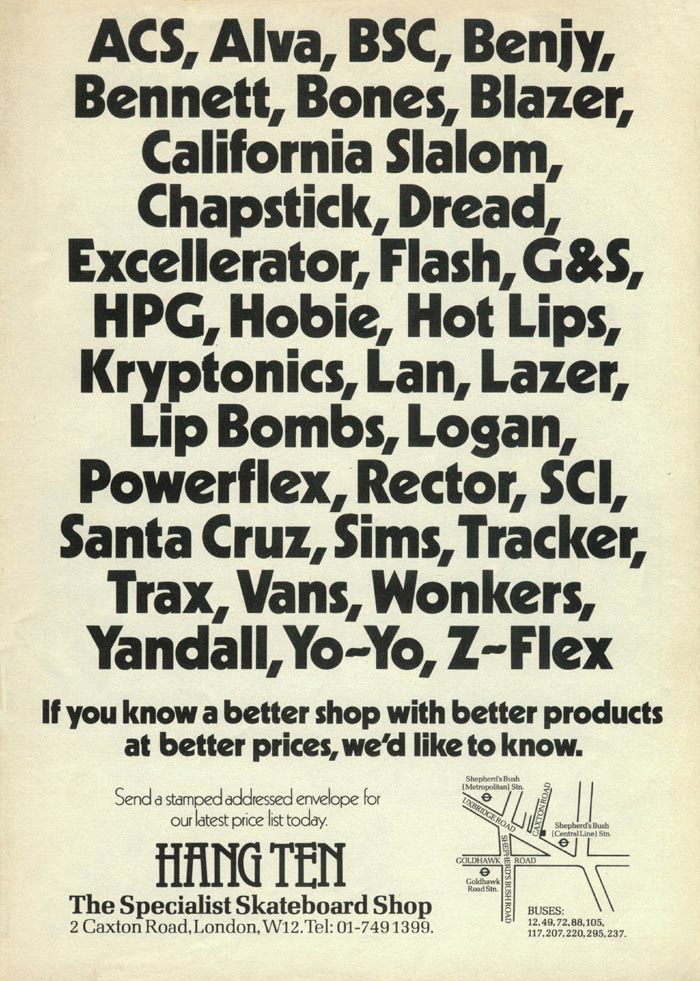 ACS, Alva, BSC, Benjy,
Bennett, Bones, Blazer,
California Slalom,
Chapstick, Dread,
Excellerator, Flash, G&S,
HPG, Hobie, Hot Lips,
Kryptonics, Lan, Lazer,
Lip Bombs, Logan,
Powerflex, Rector, SCI,
Santa Cruz, Sims, Tracker,
Trax, Vans, Wonkers,
Yandall, Yo~Yo, Z~Flex
If you know a better shop with better products
at better prices, we'd like to know.
Send a stamped addressed envelope for
our latest price list today.
HANG TEN
The Specialist Skateboard Shop
2 Caxton Road, London, W12. Tel: 01-749 1399.
Shepherd's Bush
(Metropolitan) Stn.
UXBRIDGE ROAD
CAXTON ROAD
Shepherd's Bush
(Central Line) Stn.
GOLDHAWK ROAD
SHEPHERD'S BUSH ROAD
Goldhawk
Road Stn.
BUSES:
12, 49, 72, 88, 105,
117, 207, 220, 295, 237.